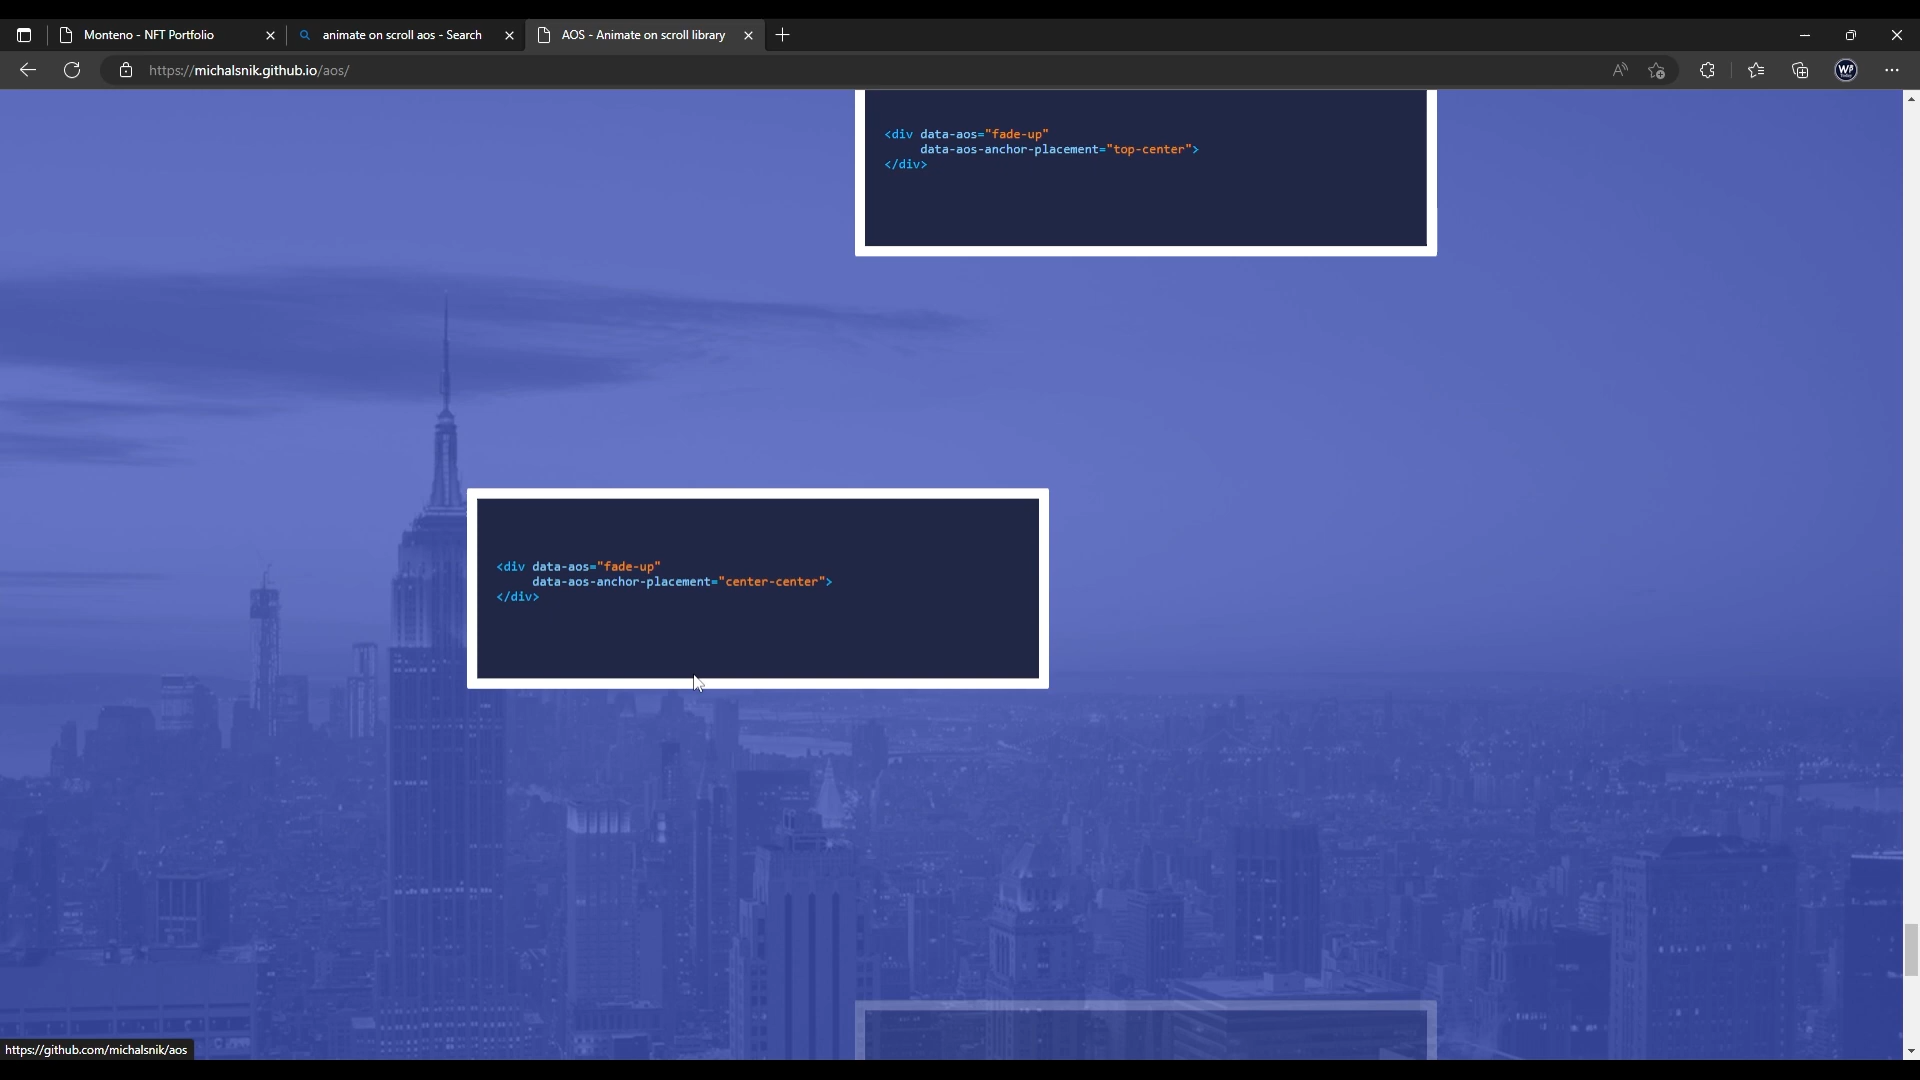 Monteno - NFT Portfolio
animate on scroll aos - Search
AOS - Animate on scroll library
https://michalsnik.github.io/aos/
<div data-aos="fade-up"
data-aos-anchor-placement="top-center">
</div>
<div data-aos="fade-up"
data-aos-anchor-placement="center-center">
</div>
https://github.com/michalsnik/aos